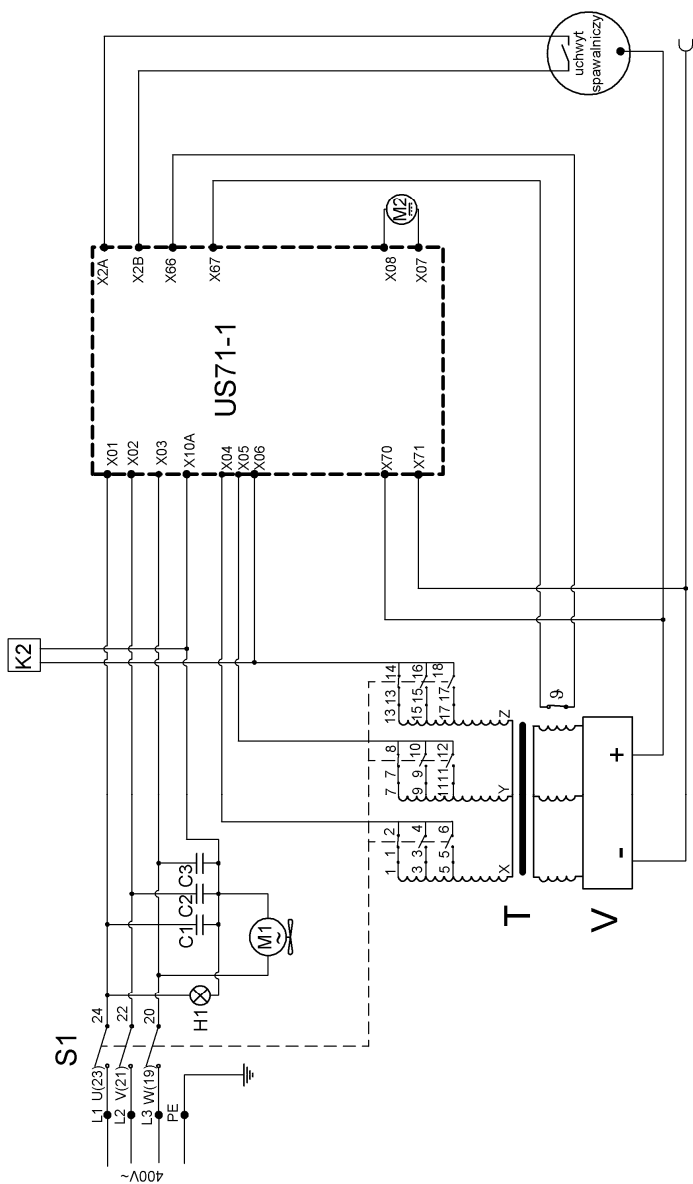 400V~
L1 U(23) 24
L2 V(21) 22
L3 W(19) 20
PE
S1
H1
M1
~
C1
C2
C3
K2
US71-1
X01
X02
X03
X10A
X04
X05
X06
X70
X71
X2A
X2B
X66
X67
X08
X07
M2
uchwyt
spawalniczy
1 1 2
3 3 4
5 5 6
7 7 8
9 9 10
11 11 12
13 13 14
15 15 16
17 17 18
X
Y
Z
T
V
- +
ϑ